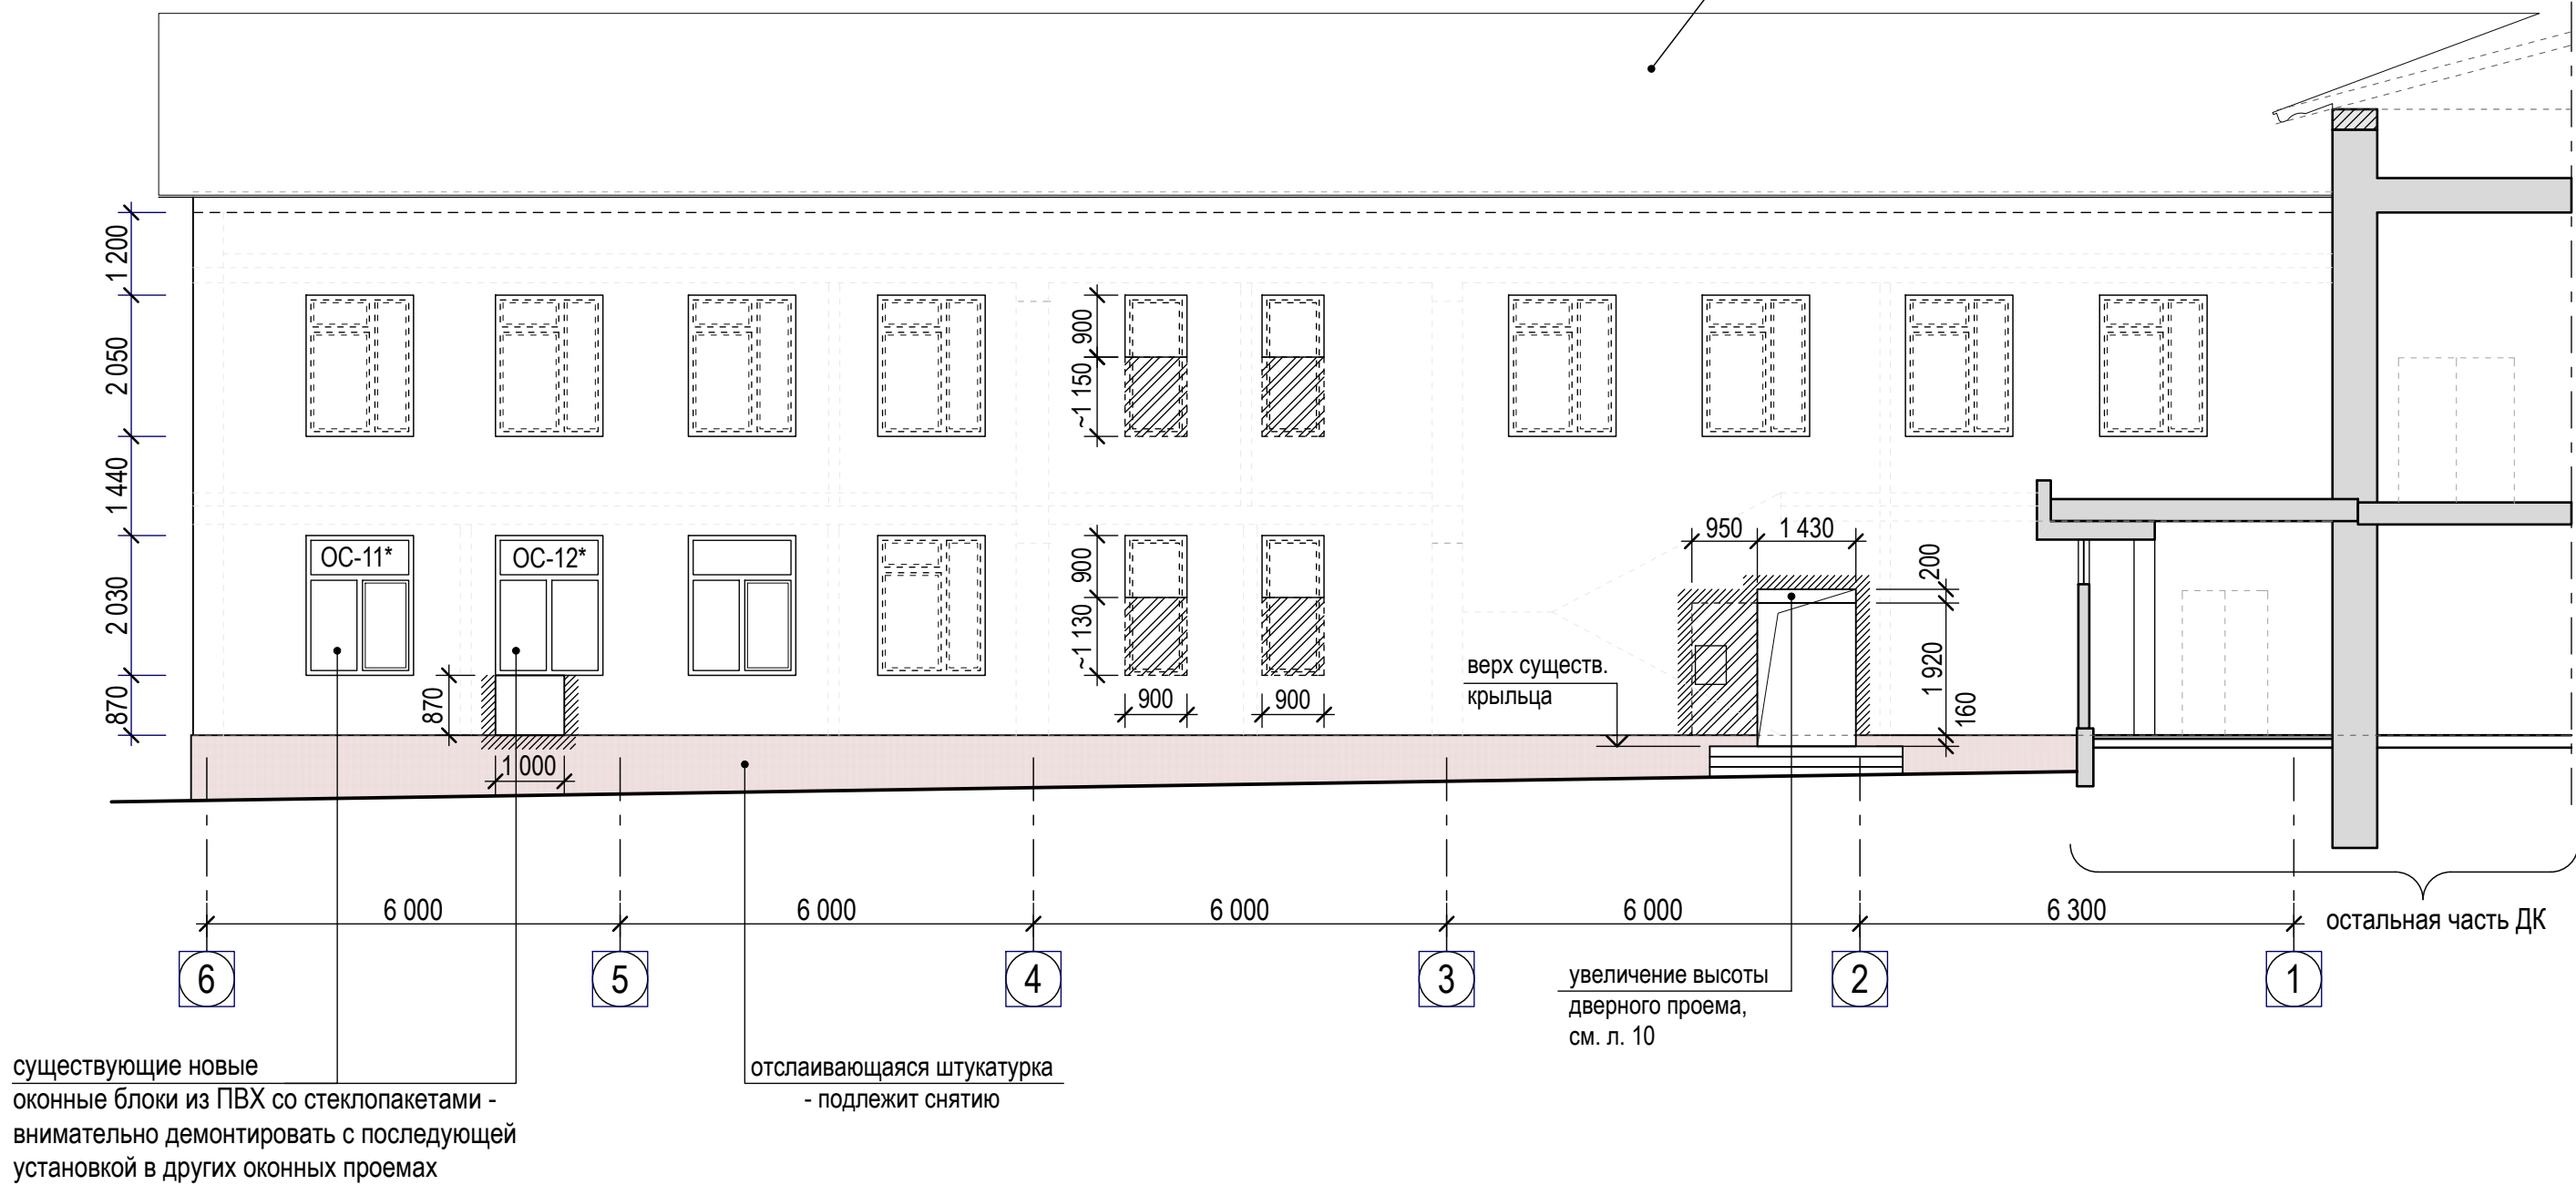 1 200
2 050
1 440
2 030
870
900
~1 150
900
~1 130
900
900
ОС-11*
ОС-12*
870
1 000
950
1 430
200
1 920
160
верх существ.
крыльца
6 000
6 000
6 000
6 000
6 300
остальная часть ДК
6
5
4
3
2
1
увеличение высоты
дверного проема,
см. л. 10
существующие новые
оконные блоки из ПВХ со стеклопакетами -
внимательно демонтировать с последующей
установкой в других оконных проемах
отслаивающаяся штукатурка
- подлежит снятию